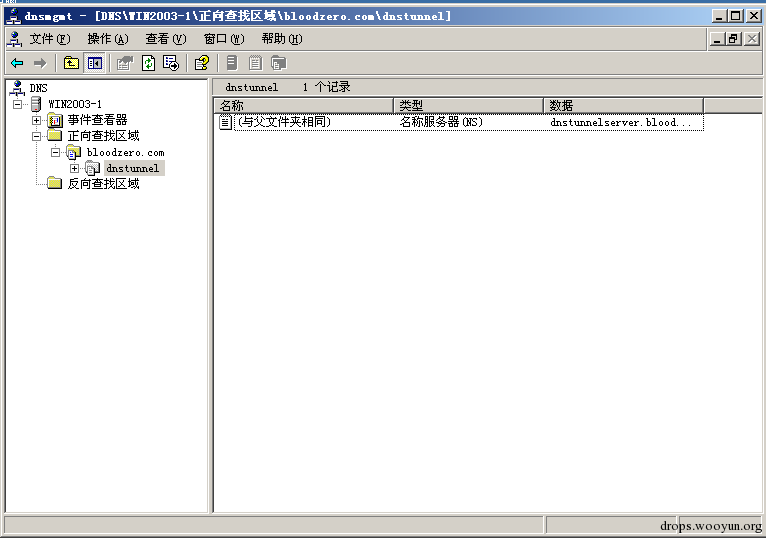 dnsmgmt - [DNS\WIN2003-1\正向查找区域\bloodzero.com\dnstunnel]
文件(F) 操作(A) 查看(V) 窗口(W) 帮助(H)
DNS
WIN2003-1
事件查看器
正向查找区域
bloodzero.com
dnstunnel
反向查找区域
dnstunnel 1 个记录
名称 类型 数据
(与父文件夹相同) 名称服务器(NS) dnstunnelserver.blood...
drops.wooyun.org